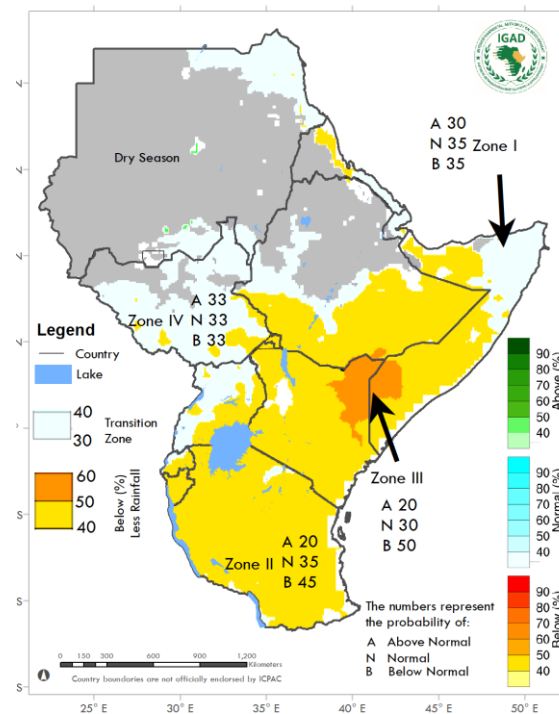 IGAD
A 30
N 35 Zone I
B 35
Dry Season
A 33
Zone IV N 33
B 33
Legend
Country
Lake
40
30
Transition
Zone
60
50
40
Below (%)
Less Rainfall
Zone III
A 20
N 30
B 50
A 20
Zone II N 35
B 45
90
80
70
60
50
40
Above (%)
90
80
70
60
50
40
Normal (%)
90
80
70
60
50
40
Below (%)
The numbers represent
the probability of:
A Above Normal
N Normal
B Below Normal
0 150 300 600 900 1,200
Kilometers
Country boundaries are not officially endorsed by ICPAC
25° E 30° E 35° E 40° E 45° E 50° E